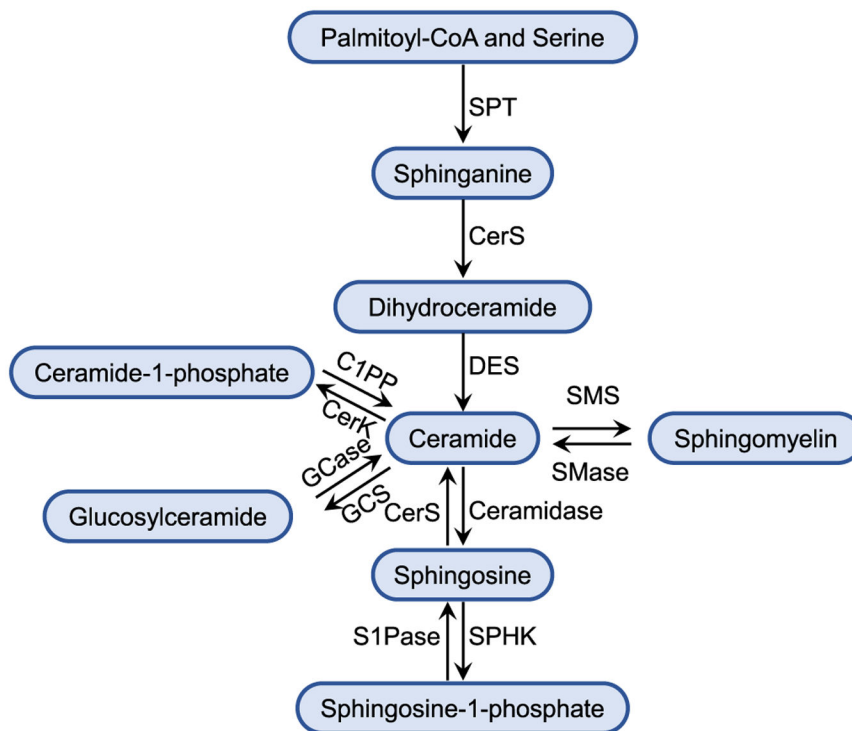 Palmitoyl-CoA and Serine
SPT
Sphinganine
CerS
Dihydroceramide
DES
Ceramide-1-phosphate
C1PP
CerK
Ceramide
SMS
SMase
Sphingomyelin
GCase
GCS
Glucosylceramide
CerS
Ceramidase
Sphingosine
S1Pase
SPHK
Sphingosine-1-phosphate